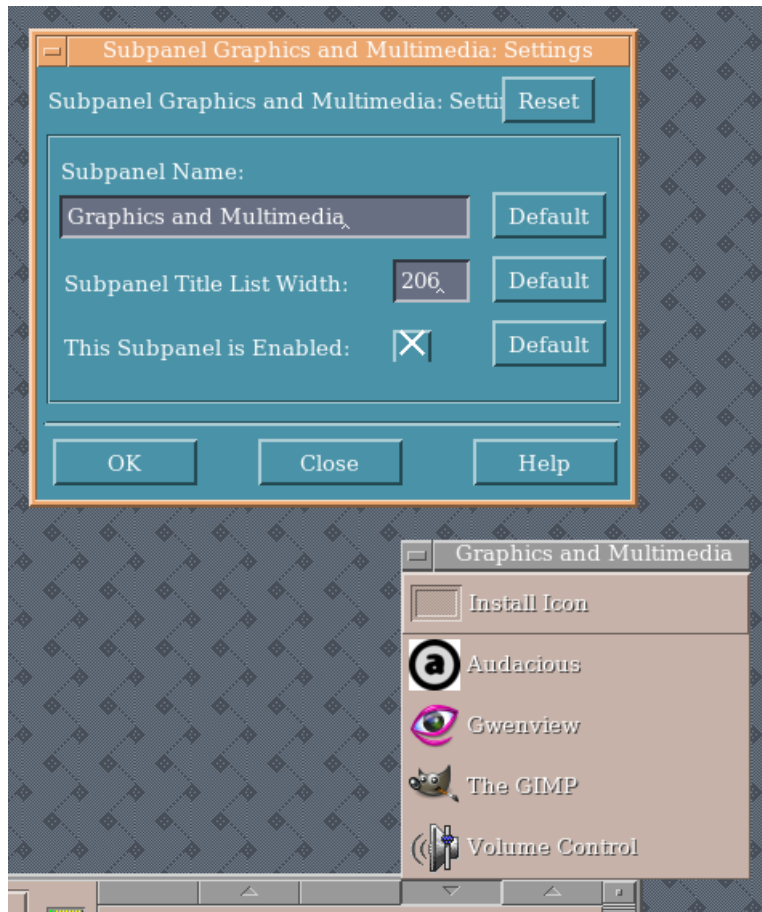 Subpanel Graphics and Multimedia: Settings
Subpanel Graphics and Multimedia: Setti Reset
Subpanel Name:
Graphics and Multimedia Default
Subpanel Title List Width: 206 Default
This Subpanel is Enabled: Default
OK Close Help
Graphics and Multimedia
Install Icon
a Audacious
Gwenview
The GIMP
Volume Control